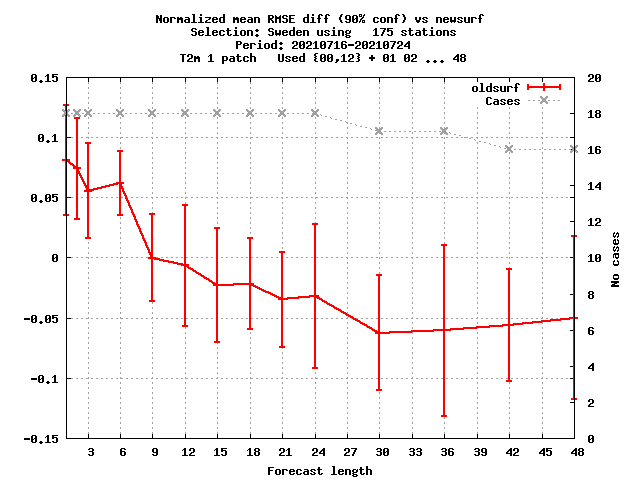 Normalized mean RMSE diff (90% conf) vs newsurf
Selection: Sweden using   175 stations
Period: 20210716-20210724
T2m 1 patch   Used {00,12} + 01 02 ... 48
oldsurf
Cases
0.15
0.1
0.05
0
-0.05
-0.1
-0.15
20
18
16
14
12
10
8
6
4
2
0
No cases
3 6 9 12 15 18 21 24 27 30 33 36 39 42 45 48
Forecast length